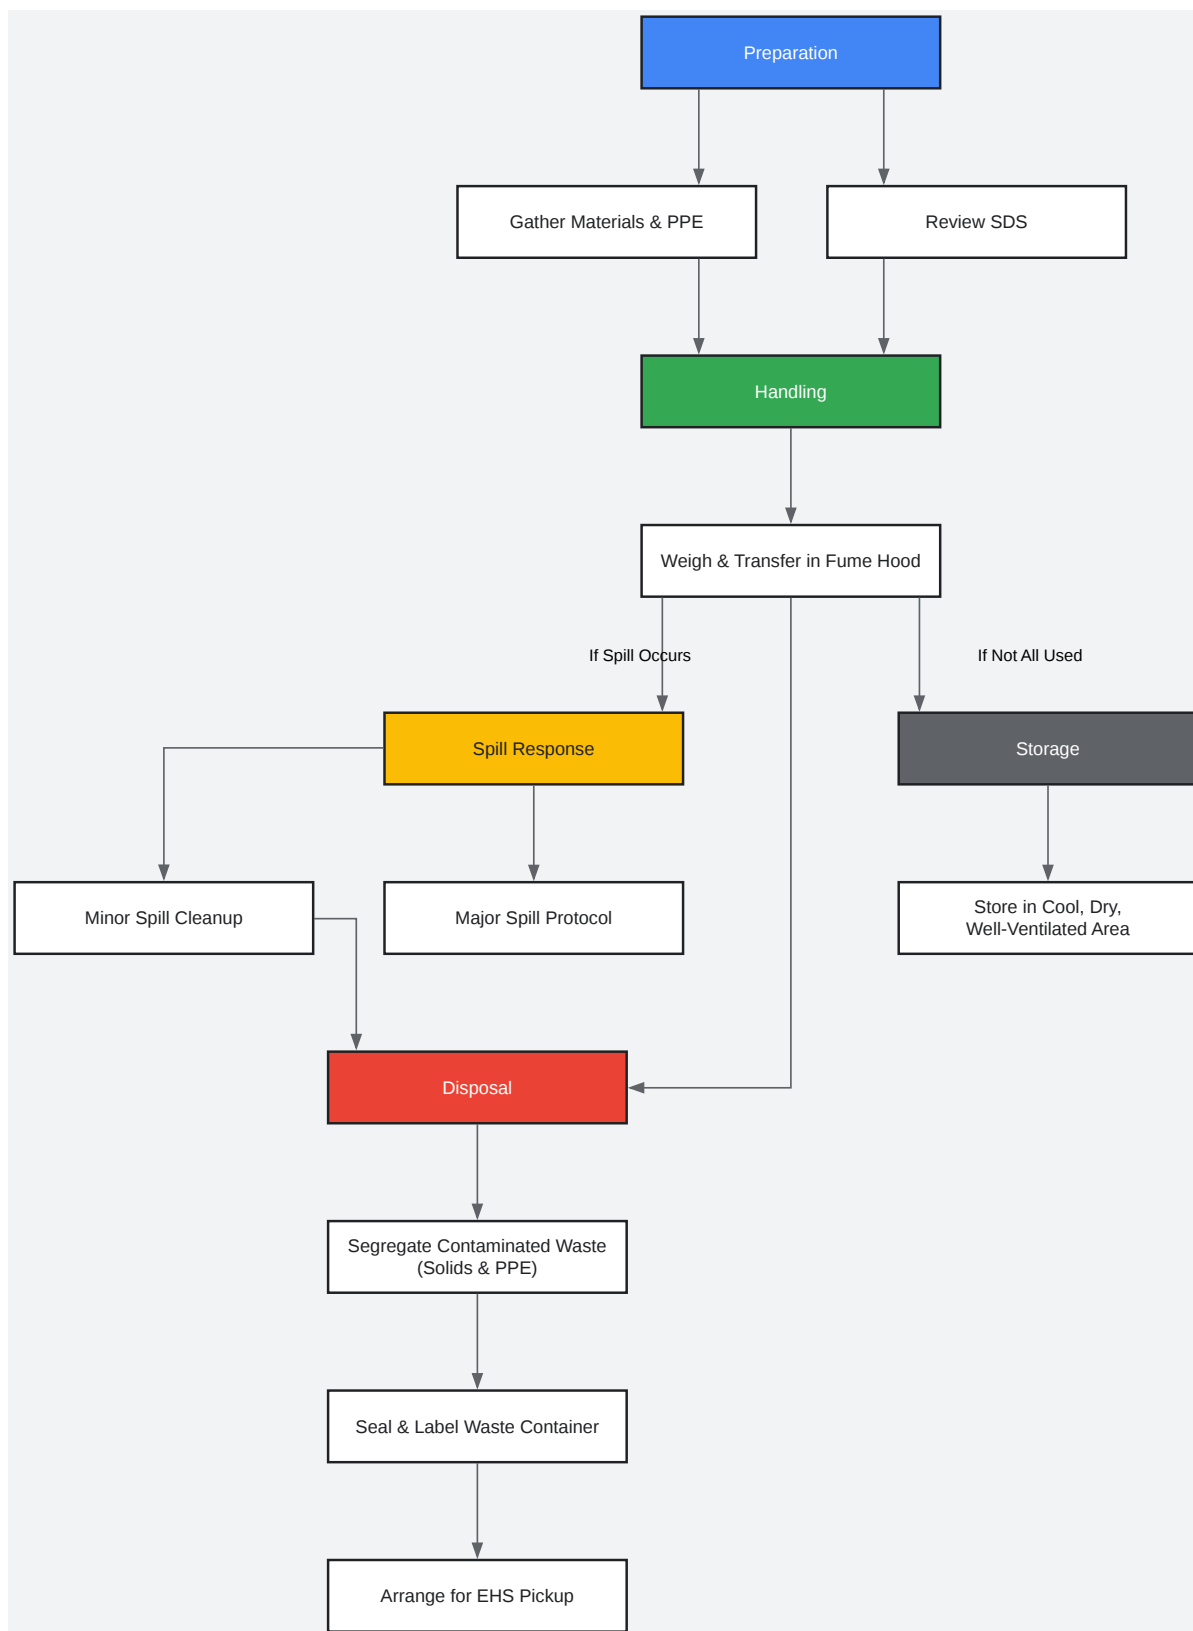 Preparation
Gather Materials & PPE
Review SDS
Handling
Weigh & Transfer in Fume Hood
If Spill Occurs
If Not All Used
Spill Response
Storage
Minor Spill Cleanup
Major Spill Protocol
Store in Cool, Dry,
Well-Ventilated Area
Disposal
Segregate Contaminated Waste
(Solids & PPE)
Seal & Label Waste Container
Arrange for EHS Pickup